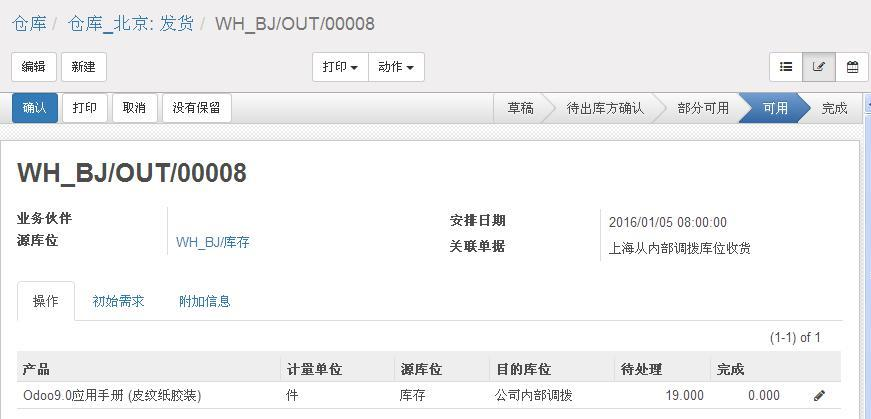 仓库 / 仓库_北京: 发货 / WH_BJ/OUT/00008
编辑 新建 打印 动作
确认 打印 取消 没有保留 草稿 待出库方确认 部分可用 可用 完成
WH_BJ/OUT/00008
业务伙伴 安排日期 2016/01/05 08:00:00
源库位 WH_BJ/库存 关联单据 上海从内部调拨库位收货
操作 初始需求 附加信息
(1-1) of 1
产品 计量单位 源库位 目的库位 待处理 完成
Odoo9.0应用手册 (皮纹纸胶装) 件 库存 公司内部调拨 19.000 0.000